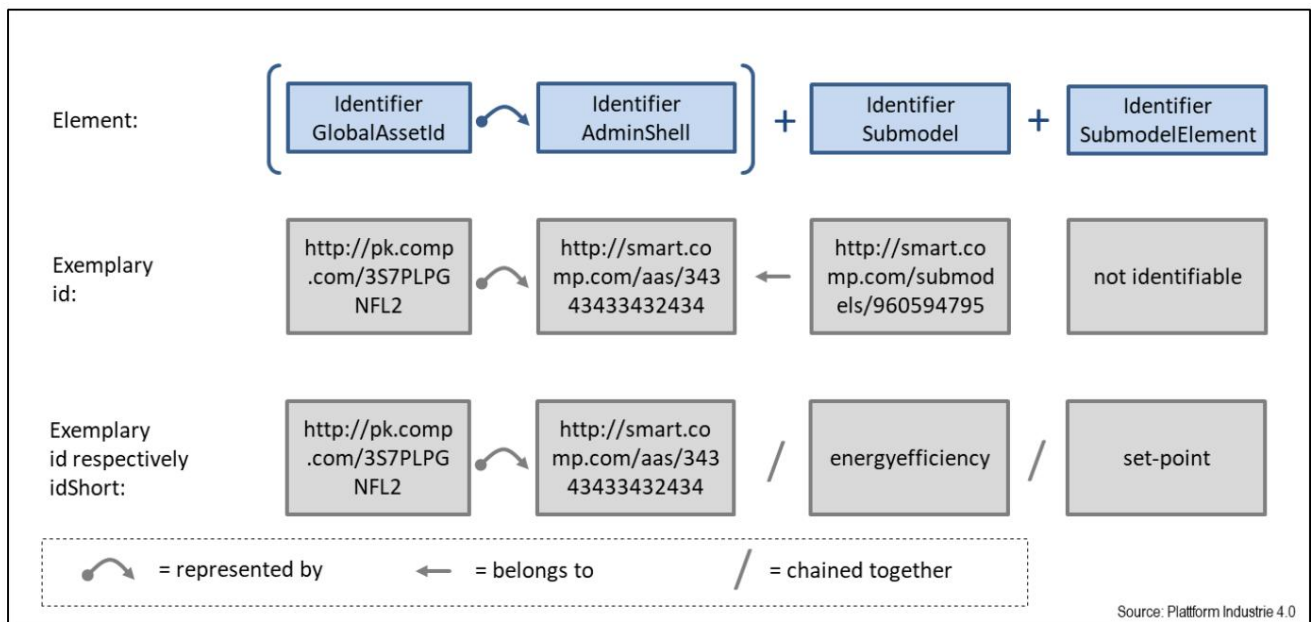 Element:
Identifier
GlobalAssetId
Identifier
AdminShell
+
Identifier
Submodel
+
Identifier
SubmodelElement
Exemplary
id:
http://pk.comp
.com/3S7PLPG
NFL2
http://smart.co
mp.com/aas/343
43433432434
http://smart.co
mp.com/submod
els/960594795
not identifiable
Exemplary
id respectively
idShort:
http://pk.comp
.com/3S7PLPG
NFL2
http://smart.co
mp.com/aas/343
43433432434
/
energyefficiency
/
set-point
= represented by
= belongs to
/ = chained together
Source: Plattform Industrie 4.0